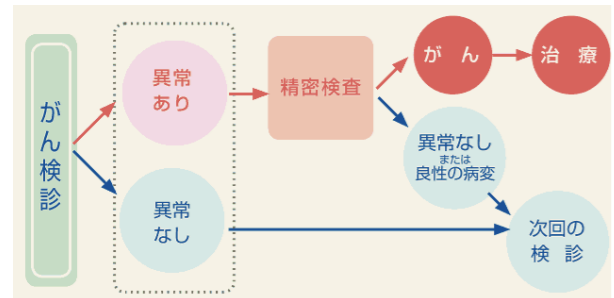 がん検診
異常
あり
異常
なし
精密検査
がん
治療
異常なし
または
良性の病変
次回の
検診